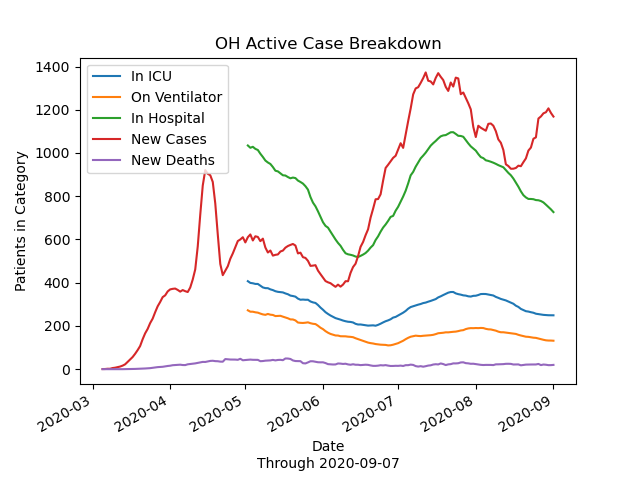 OH Active Case Breakdown
In ICU
On Ventilator
In Hospital
New Cases
New Deaths
Patients in Category
1400
1200
1000
800
600
400
200
0
2020-03
2020-04
2020-05
2020-06
2020-07
2020-08
2020-09
Date
Through 2020-09-07